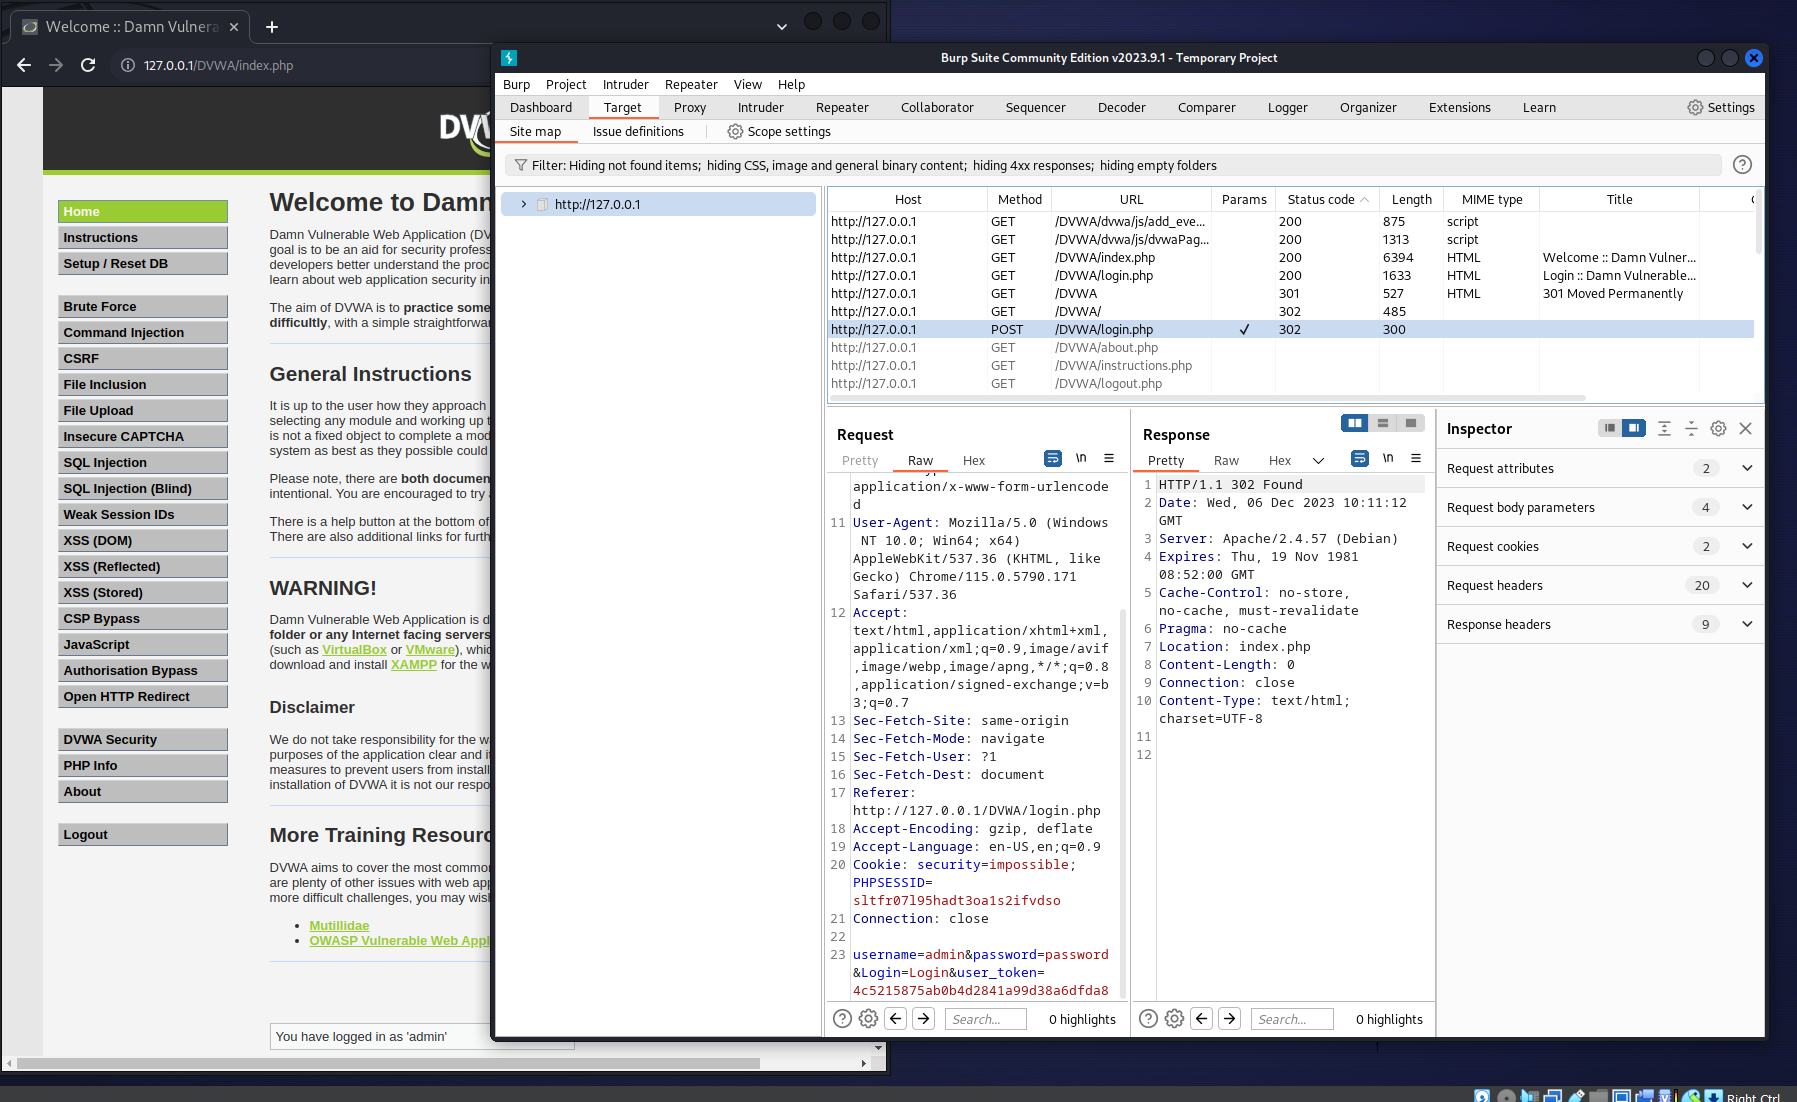 Welcome :: Damn Vulnera
127.0.0.1/DVWA/index.php
Home
Instructions
Setup / Reset DB
Brute Force
Command Injection
CSRF
File Inclusion
File Upload
Insecure CAPTCHA
SQL Injection
SQL Injection (Blind)
Weak Session IDs
XSS (DOM)
XSS (Reflected)
XSS (Stored)
CSP Bypass
JavaScript
Authorisation Bypass
Open HTTP Redirect
DVWA Security
PHP Info
About
Logout
Welcome to Damn
Damn Vulnerable Web Application (DV
goal is to be an aid for security profess
developers better understand the proc
learn about web application security in
The aim of DVWA is to practice some
difficultly, with a simple straightforwar
General Instructions
It is up to the user how they approach
selecting any module and working up t
is not a fixed object to complete a mod
system as best as they possible could
Please note, there are both documen
intentional. You are encouraged to try
There is a help button at the bottom of
There are also additional links for furth
WARNING!
Damn Vulnerable Web Application is d
folder or any Internet facing servers
(such as VirtualBox or VMware), whic
download and install XAMPP for the w
Disclaimer
We do not take responsibility for the wa
purposes of the application clear and i
measures to prevent users from install
installation of DVWA it is not our respo
More Training Resourc
DVWA aims to cover the most common
are plenty of other issues with web app
more difficult challenges, you may wish
• Mutillidae
• OWASP Vulnerable Web Appl
You have logged in as 'admin'
Burp Suite Community Edition v2023.9.1 - Temporary Project
Burp Project Intruder Repeater View Help
Dashboard Target Proxy Intruder Repeater Collaborator Sequencer Decoder Comparer Logger Organizer Extensions Learn Settings
Site map Issue definitions Scope settings
Filter: Hiding not found items; hiding CSS, image and general binary content; hiding 4xx responses; hiding empty folders
http://127.0.0.1
Host Method URL Params Status code Length MIME type Title
http://127.0.0.1 GET /DVWA/dvwa/js/add_eve... 200 875 script
http://127.0.0.1 GET /DVWA/dvwa/js/dvwaPag... 200 1313 script
http://127.0.0.1 GET /DVWA/index.php 200 6394 HTML Welcome :: Damn Vulner...
http://127.0.0.1 GET /DVWA/login.php 200 1633 HTML Login :: Damn Vulnerable...
http://127.0.0.1 GET /DVWA 301 527 HTML 301 Moved Permanently
http://127.0.0.1 GET /DVWA/ 302 485
http://127.0.0.1 POST /DVWA/login.php ✓ 302 300
http://127.0.0.1 GET /DVWA/about.php
http://127.0.0.1 GET /DVWA/instructions.php
http://127.0.0.1 GET /DVWA/logout.php
Request
Pretty Raw Hex \n
application/x-www-form-urlencode
d
11 User-Agent: Mozilla/5.0 (Windows
NT 10.0; Win64; x64)
AppleWebKit/537.36 (KHTML, like
Gecko) Chrome/115.0.5790.171
Safari/537.36
12 Accept:
text/html,application/xhtml+xml,
application/xml;q=0.9,image/avif
,image/webp,image/apng,*/*;q=0.8
,application/signed-exchange;v=b
3;q=0.7
13 Sec-Fetch-Site: same-origin
14 Sec-Fetch-Mode: navigate
15 Sec-Fetch-User: ?1
16 Sec-Fetch-Dest: document
17 Referer:
http://127.0.0.1/DVWA/login.php
18 Accept-Encoding: gzip, deflate
19 Accept-Language: en-US,en;q=0.9
20 Cookie: security=impossible;
PHPSESSID=
sltfr07l95hadt3oa1s2ifvdso
21 Connection: close
22
23 username=admin&password=password
&Login=Login&user_token=
4c5215875ab0b4d2841a99d38a6dfda8
Search... 0 highlights
Response
Pretty Raw Hex \n
1 HTTP/1.1 302 Found
2 Date: Wed, 06 Dec 2023 10:11:12
GMT
3 Server: Apache/2.4.57 (Debian)
4 Expires: Thu, 19 Nov 1981
08:52:00 GMT
5 Cache-Control: no-store,
no-cache, must-revalidate
6 Pragma: no-cache
7 Location: index.php
8 Content-Length: 0
9 Connection: close
10 Content-Type: text/html;
charset=UTF-8
11
12
Search... 0 highlights
Inspector
Request attributes 2
Request body parameters 4
Request cookies 2
Request headers 20
Response headers 9
Right Ctrl